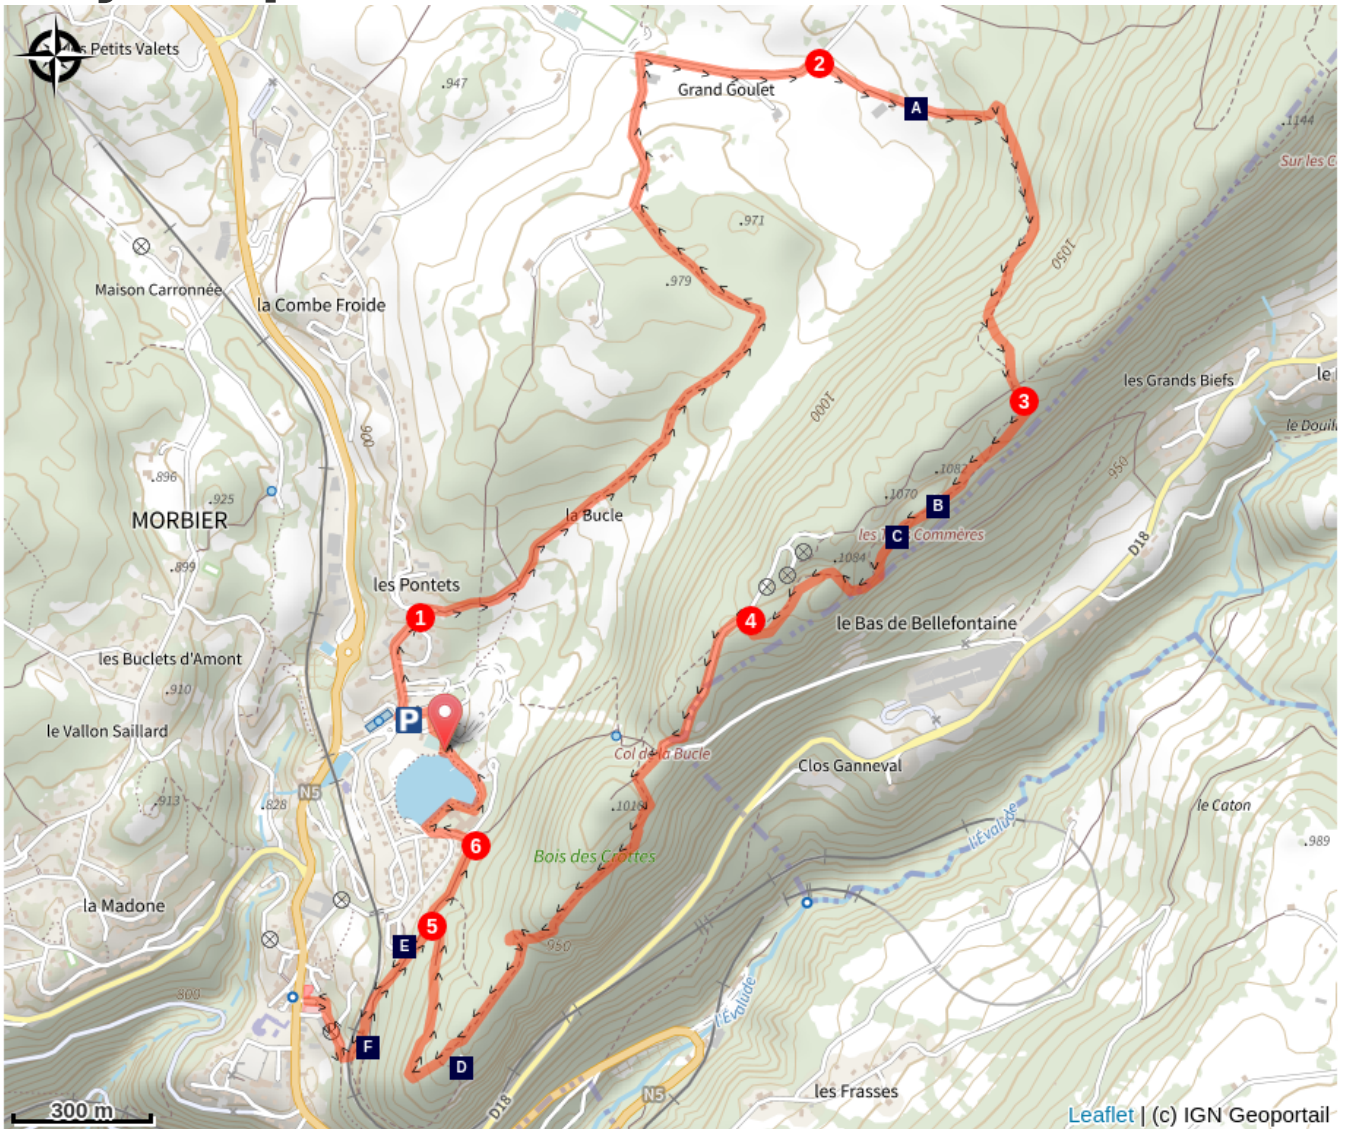 s Petits Valets
.947
Grand Goulet
2
A
.1144
Sur les C
.971
1050
.979
Maison Carronnée
la Combe Froide
1000
les Grands Biefs
le
3
900
le Douill
.896
.925
MORBIER
.1082
.1070
950
B
la Bucle
C
les T Commères
D18
.1084
.899
les Pontets
1
4
le Bas de Bellefontaine
les Buclets d'Amont
.910
P
le Vallon Saillard
Col de la Bucle
Clos Ganneval
N5
.913
.828
.1010
le Caton
l'Évalude
.989
6
Bois des Crottes
la Madone
5
E
950
800
l'Évalude
F
D
les Frasses
N5
D18
300 m
Leaflet | (c) IGN Geoportail